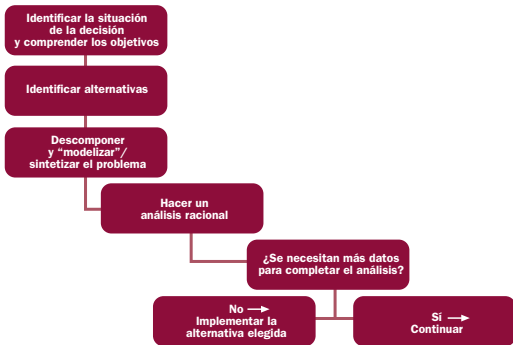 Identificar la situación
de la decisión
y comprender los objetivos
Identificar alternativas
Descomponer
y “modelizar”/
sintetizar el problema
Hacer un
análisis racional
¿Se necesitan más datos
para completar el análisis?
No →
Implementar la
alternativa elegida
Sí →
Continuar